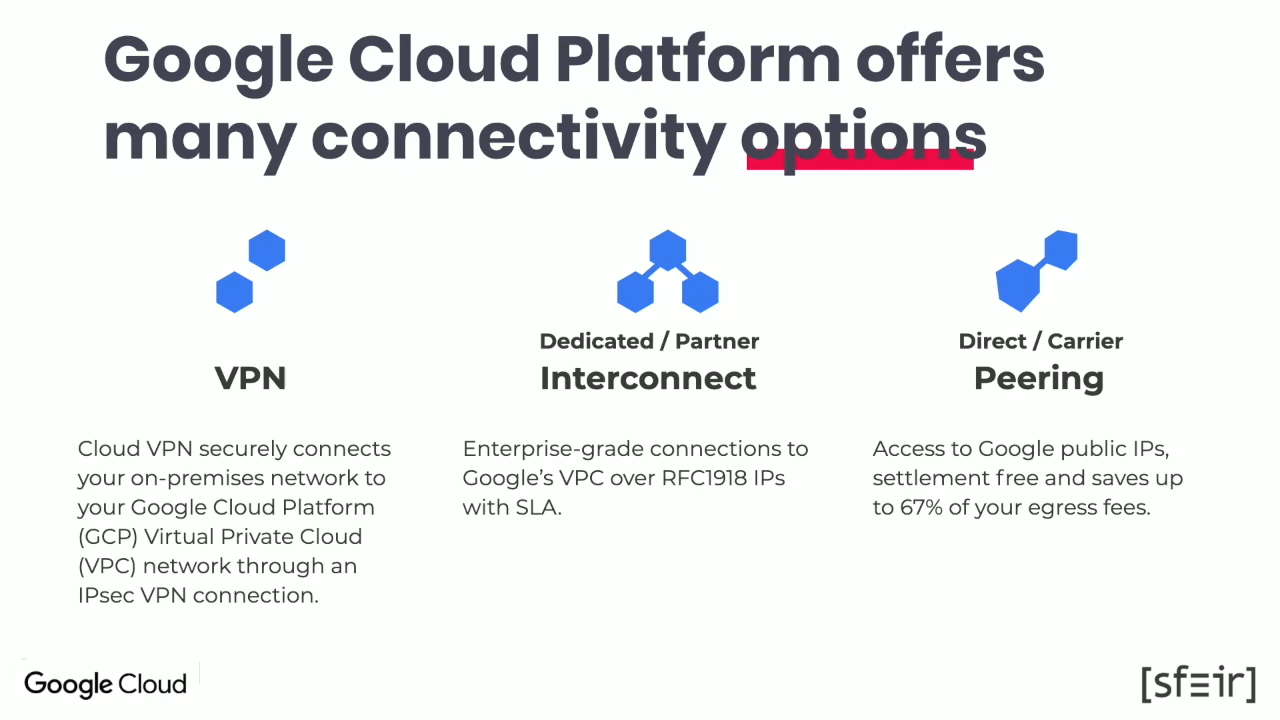 Google Cloud Platform offers
many connectivity options
VPN
Cloud VPN securely connects
your on-premises network to
your Google Cloud Platform
(GCP) Virtual Private Cloud
(VPC) network through an
IPsec VPN connection.
Dedicated / Partner
Interconnect
Enterprise-grade connections to
Google’s VPC over RFC1918 IPs
with SLA.
Direct / Carrier
Peering
Access to Google public IPs,
settlement free and saves up
to 67% of your egress fees.
Google Cloud
[sfeir]